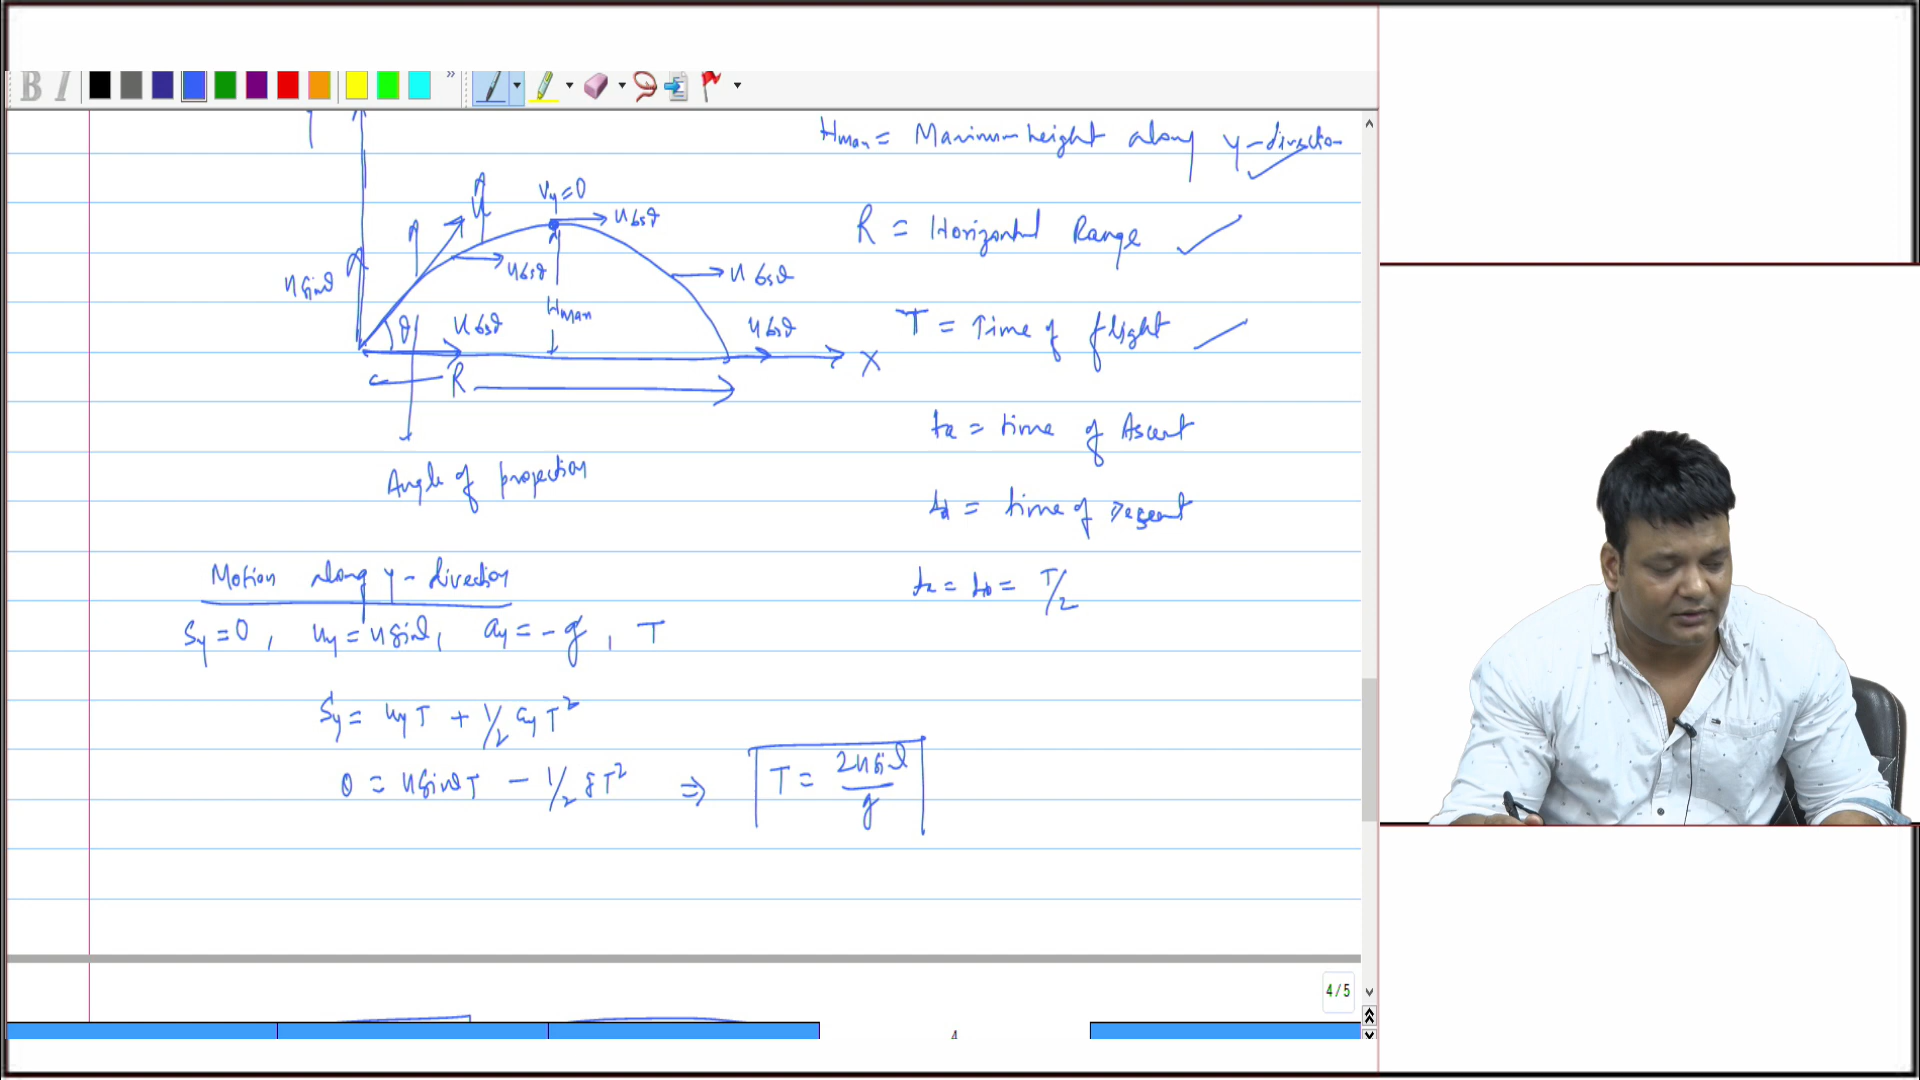 B I
Hmax = Maximum height along y-direction
Vy=0
u cosθ
R = Horizontal Range
u sinθ
u
u cosθ
u cosθ
Hmax
θ
u cosθ
u cosθ
X
T = Time of flight
R
ta = time of Ascent
Angle of projection
td = time of Descent
Motion along y-direction
ta = td = T/2
Sy=0, uy = u sinθ, ay = -g, T
Sy = uy T + 1/2 ay T²
0 = u sinθ T - 1/2 g T² ⇒ T = 2u sinθ/g
4/5
4